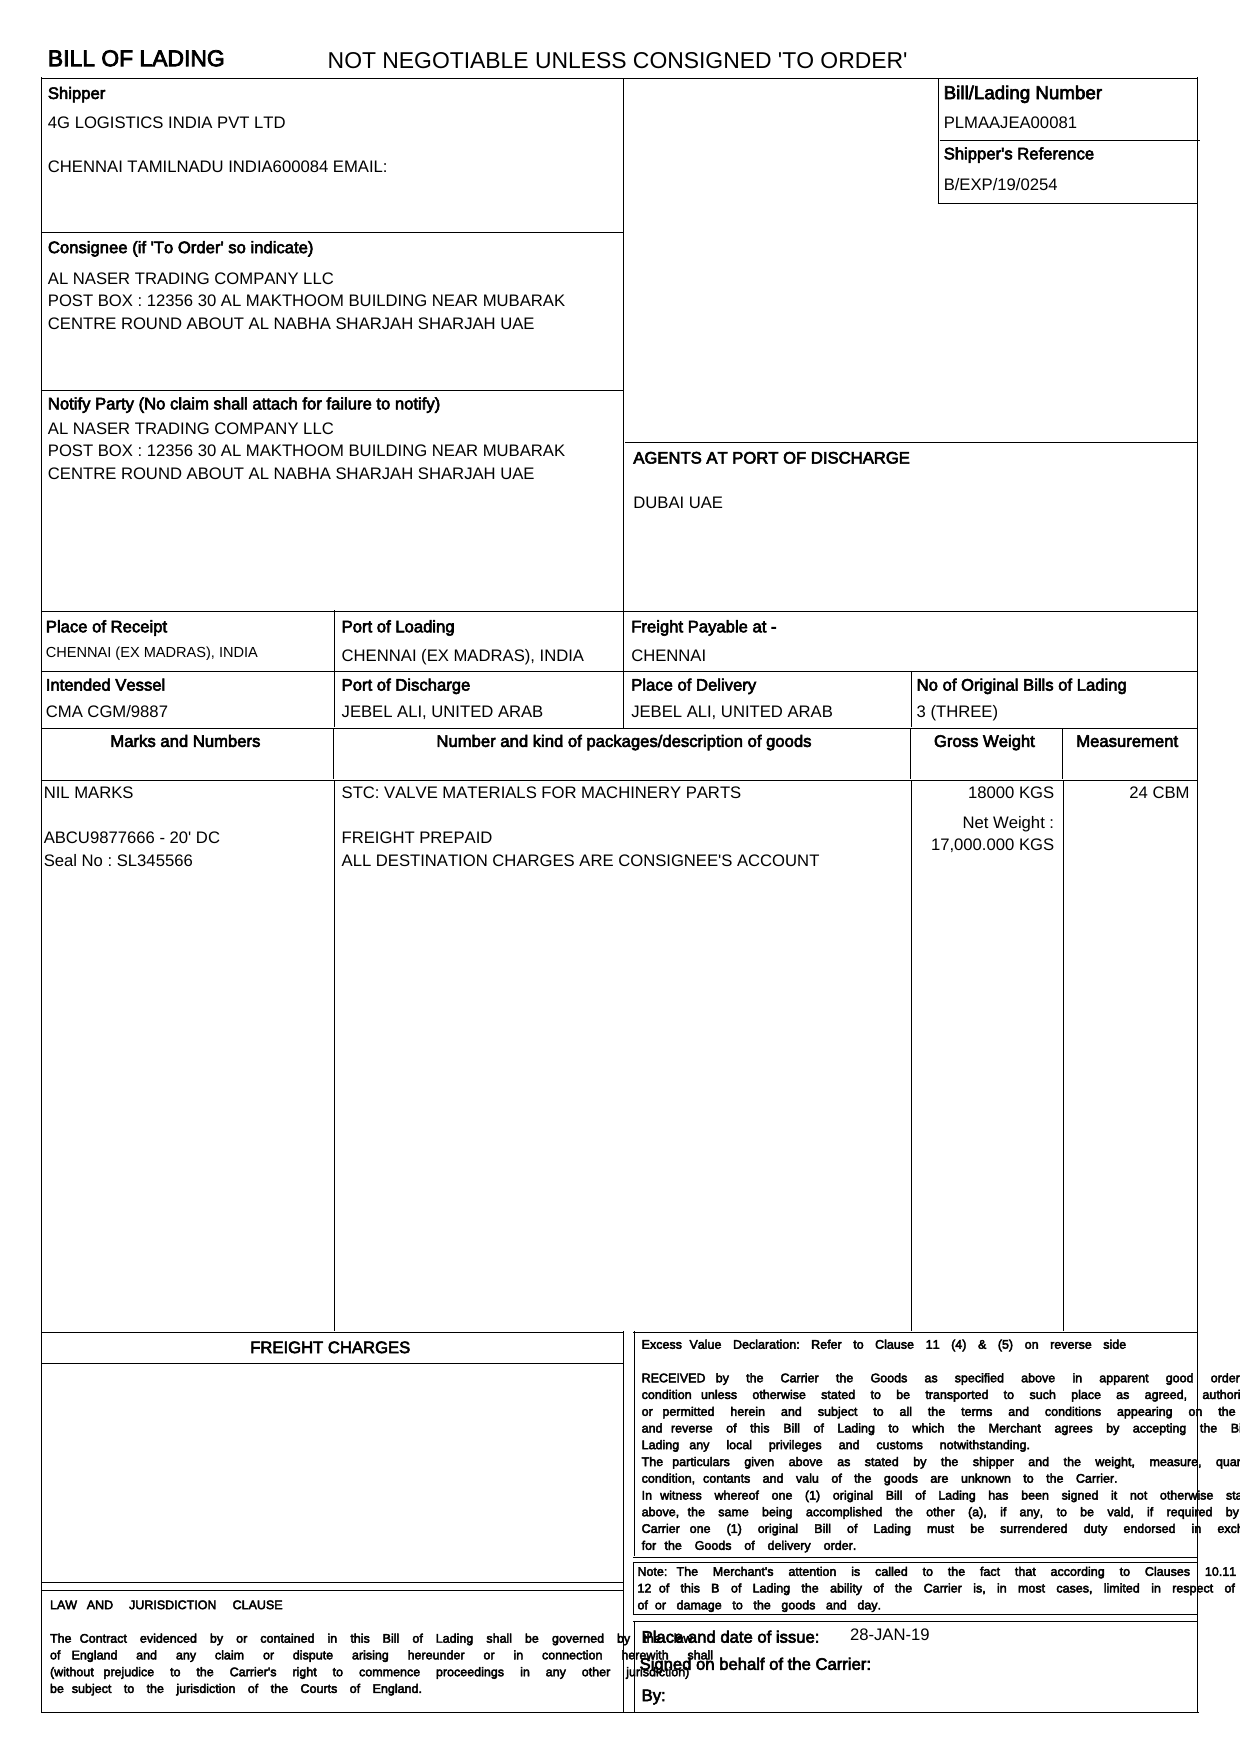 BILL OF LADING NOT NEGOTIABLE UNLESS CONSIGNED 'TO ORDER'
Shipper
4G LOGISTICS INDIA PVT LTD
CHENNAI TAMILNADU INDIA600084 EMAIL:
Bill/Lading Number
PLMAAJEA00081
Shipper's Reference
B/EXP/19/0254
Consignee (if 'To Order' so indicate)
AL NASER TRADING COMPANY LLC
POST BOX : 12356 30 AL MAKTHOOM BUILDING NEAR MUBARAK
CENTRE ROUND ABOUT AL NABHA SHARJAH SHARJAH UAE
Notify Party (No claim shall attach for failure to notify)
AL NASER TRADING COMPANY LLC
POST BOX : 12356 30 AL MAKTHOOM BUILDING NEAR MUBARAK
CENTRE ROUND ABOUT AL NABHA SHARJAH SHARJAH UAE
AGENTS AT PORT OF DISCHARGE
DUBAI UAE
Place of Receipt
CHENNAI (EX MADRAS), INDIA
Port of Loading
CHENNAI (EX MADRAS), INDIA
Freight Payable at -
CHENNAI
Intended Vessel
CMA CGM/9887
Port of Discharge
JEBEL ALI, UNITED ARAB
Place of Delivery
JEBEL ALI, UNITED ARAB
No of Original Bills of Lading
3 (THREE)
Marks and Numbers
Number and kind of packages/description of goods
Gross Weight
Measurement
NIL MARKS
ABCU9877666 - 20' DC
Seal No : SL345566
STC: VALVE MATERIALS FOR MACHINERY PARTS
FREIGHT PREPAID
ALL DESTINATION CHARGES ARE CONSIGNEE'S ACCOUNT
18000 KGS
Net Weight :
17,000.000 KGS
24 CBM
FREIGHT CHARGES
LAW AND JURISDICTION CLAUSE
The Contract evidenced by or contained in this Bill of Lading shall be governed by the law
of England and any claim or dispute arising hereunder or in connection herewith shall
(without prejudice to the Carrier's right to commence proceedings in any other jurisdiction)
be subject to the jurisdiction of the Courts of England.
Excess Value Declaration: Refer to Clause 11 (4) & (5) on reverse side
RECEIVED by the Carrier the Goods as specified above in apparent good order
condition unless otherwise stated to be transported to such place as agreed, authori
or permitted herein and subject to all the terms and conditions appearing on the
and reverse of this Bill of Lading to which the Merchant agrees by accepting the Bi
Lading any local privileges and customs notwithstanding.
The particulars given above as stated by the shipper and the weight, measure, quan
condition, contants and valu of the goods are unknown to the Carrier.
In witness whereof one (1) original Bill of Lading has been signed it not otherwise sta
above, the same being accomplished the other (a), if any, to be vald, if required by
Carrier one (1) original Bill of Lading must be surrendered duty endorsed in exch
for the Goods of delivery order.
Note: The Merchant's attention is called to the fact that according to Clauses 10.11
12 of this B of Lading the ability of the Carrier is, in most cases, limited in respect of
of or damage to the goods and day.
Place and date of issue: 28-JAN-19
Signed on behalf of the Carrier:
By: